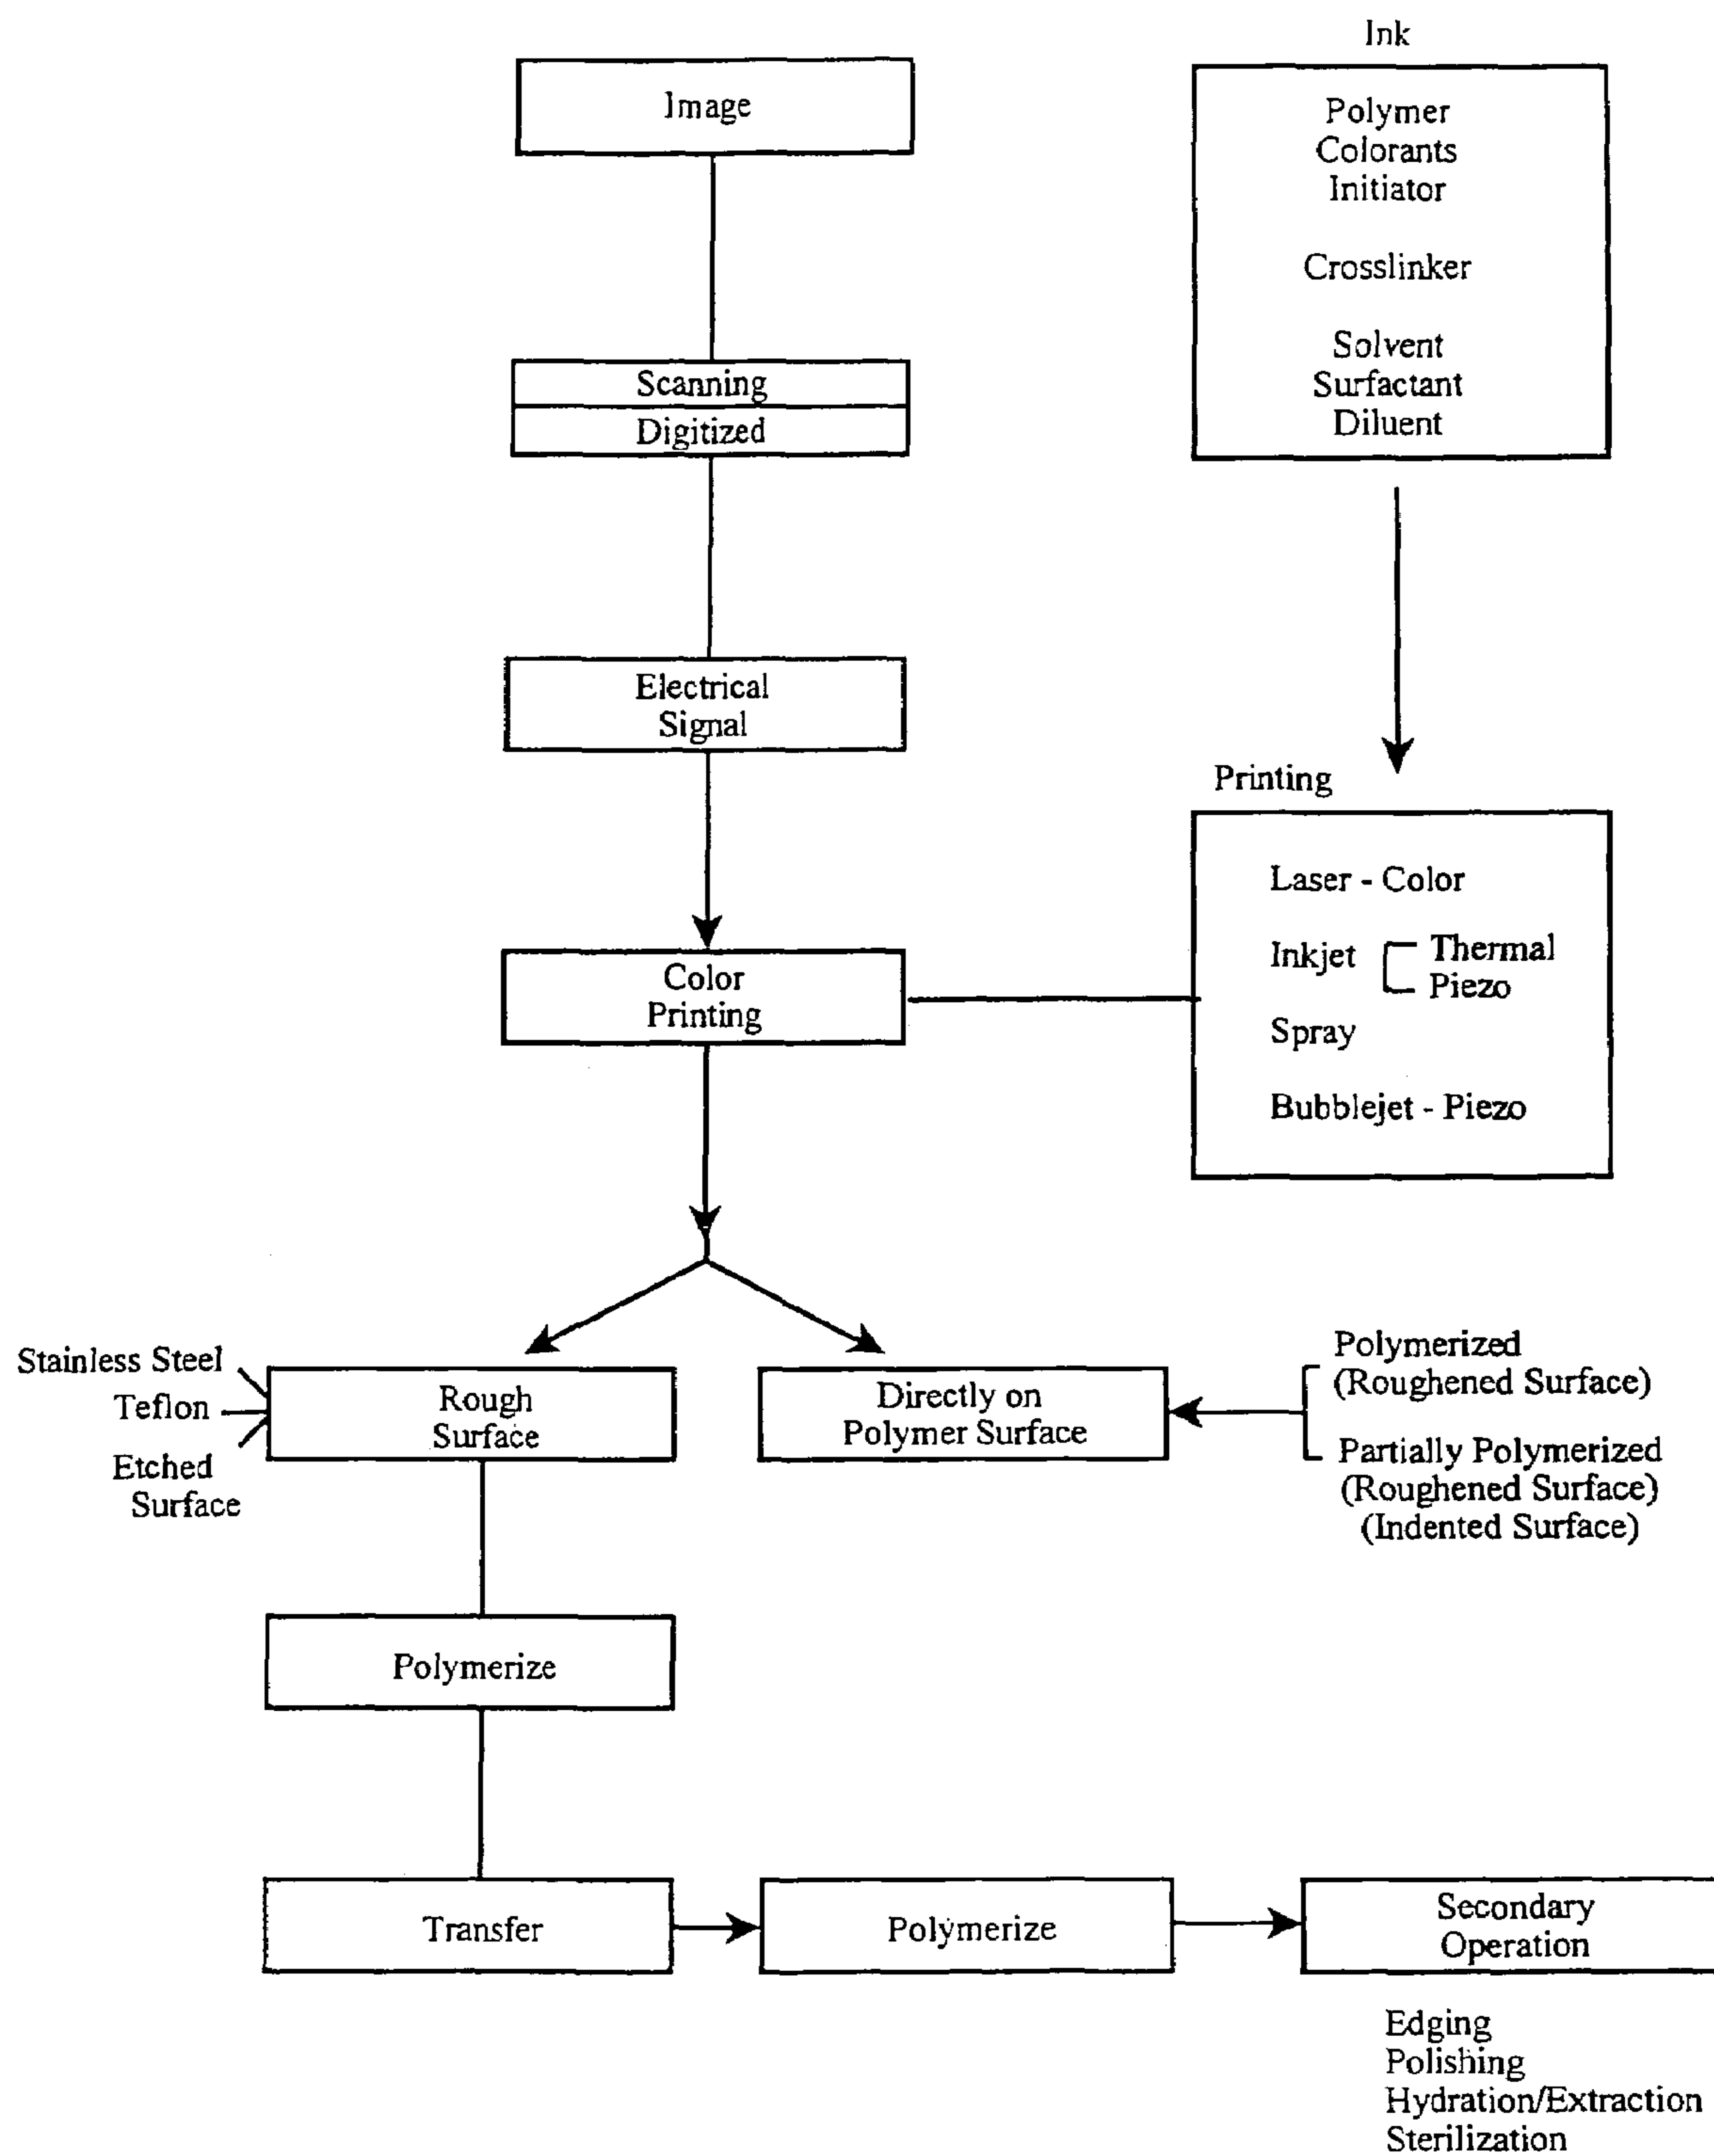 Ink
Image
Polymer
Colorants
Initiator
Crosslinker
Solvent
Surfactant
Diluent
Scanning
Digitized
Electrical
Signal
Printing
Laser - Color
Inkjet
Thermal
Piezo
Spray
Bubblejet - Piezo
Color
Printing
Stainless Steel
Teflon
Etched
Surface
Rough
Surface
Directly on
Polymer Surface
Polymerized
(Roughened Surface)
Partially Polymerized
(Roughened Surface)
(Indented Surface)
Polymerize
Transfer
Polymerize
Secondary
Operation
Edging
Polishing
Hydration/Extraction
Sterilization